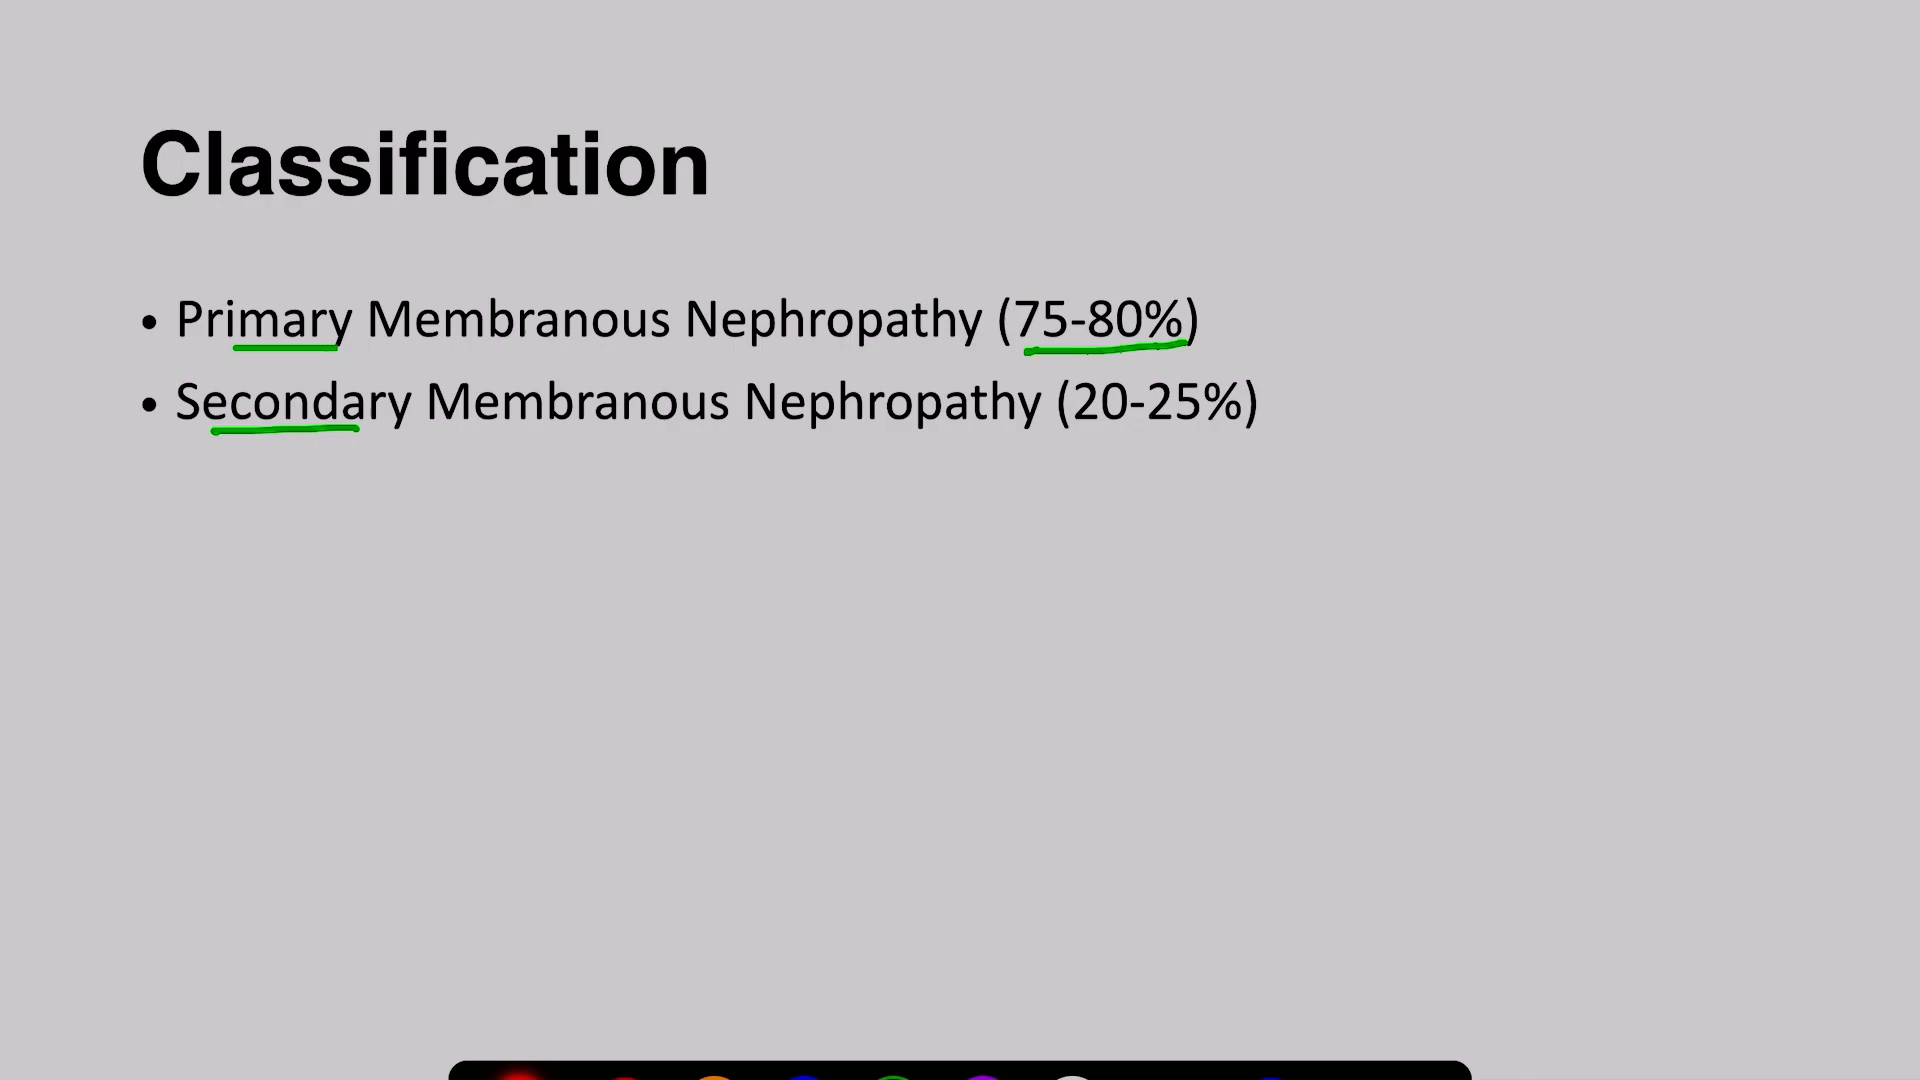 Classification
• Primary Membranous Nephropathy (75-80%)
• Secondary Membranous Nephropathy (20-25%)